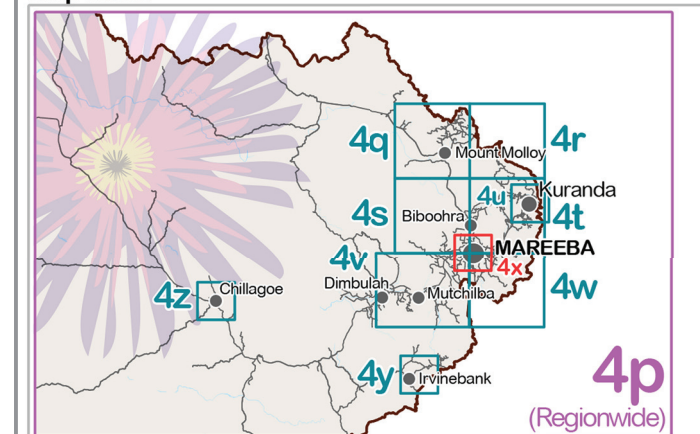 4q
4r
Mount Molloy
4u
Kuranda
4s
Biboohra
4t
MAREEBA
4v
4x
Dimbulah
Mutchilba
4w
4z
Chillagoe
4y
Irvinebank
4p
(Regionwide)